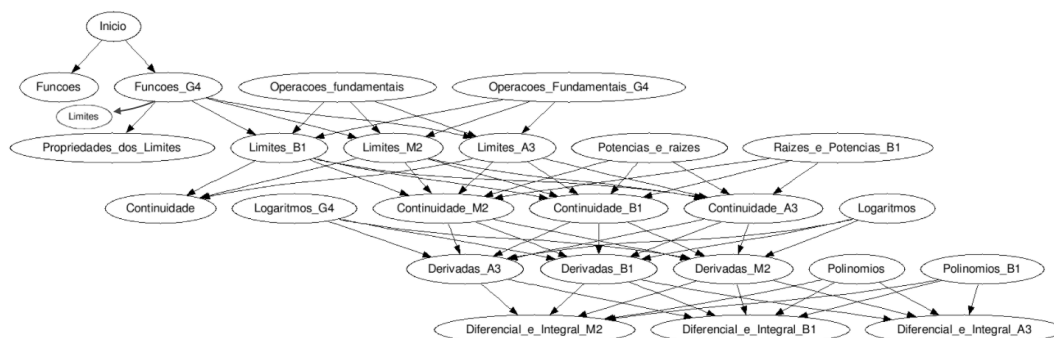 Inicio
Funcoes
Funcoes_G4
Operacoes_fundamentais
Operacoes_Fundamentais_G4
Limites
Propriedades_dos_Limites
Limites_B1
Limites_M2
Limites_A3
Potencias_e_raizes
Raizes_e_Potencias_B1
Continuidade
Logaritmos_G4
Continuidade_M2
Continuidade_B1
Continuidade_A3
Logaritmos
Derivadas_A3
Derivadas_B1
Derivadas_M2
Polinomios
Polinomios_B1
Diferencial_e_Integral_M2
Diferencial_e_Integral_B1
Diferencial_e_Integral_A3